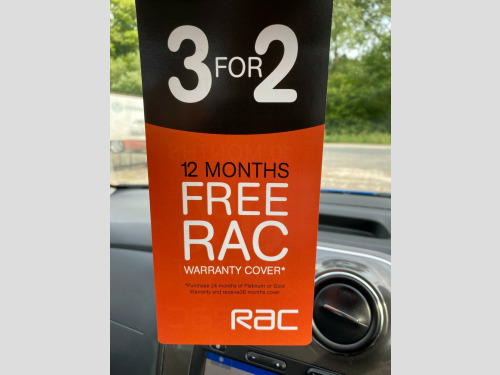 3 FOR 2
12 MONTHS
FREE
RAC
WARRANTY COVER*
*Purchase 24 months of Platinum or Gold
Warranty and receive36 months cover
RAC